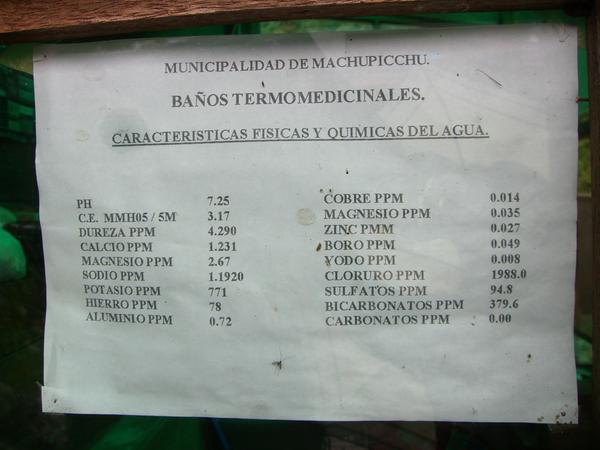 MUNICIPALIDAD DE MACHUPICCHU.
BAÑOS TERMOMEDICINALES.
CARACTERISTICAS FISICAS Y QUIMICAS DEL AGUA.
PH 7.25
C.E. MMH05 / 5M 3.17
DUREZA PPM 4.290
CALCIO PPM 1.231
MAGNESIO PPM 2.67
SODIO PPM 1.1920
POTASIO PPM 771
HIERRO PPM 78
ALUMINIO PPM 0.72
COBRE PPM 0.014
MAGNESIO PPM 0.035
ZINC PMM 0.027
BORO PPM 0.049
YODO PPM 0.008
CLORURO PPM 1988.0
SULFATOS PPM 94.8
BICARBONATOS PPM 379.6
CARBONATOS PPM 0.00